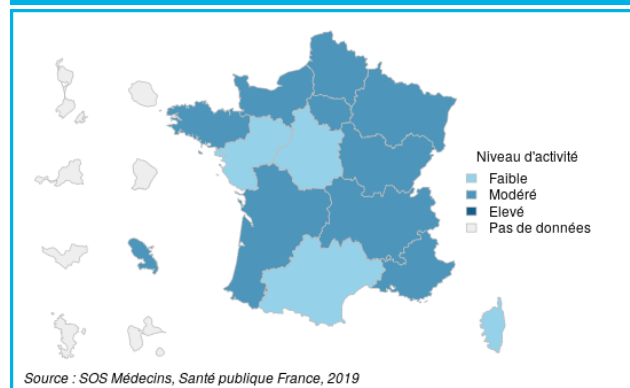 Niveau d'activité
Faible
Modéré
Elevé
Pas de données
Source : SOS Médecins, Santé publique France, 2019